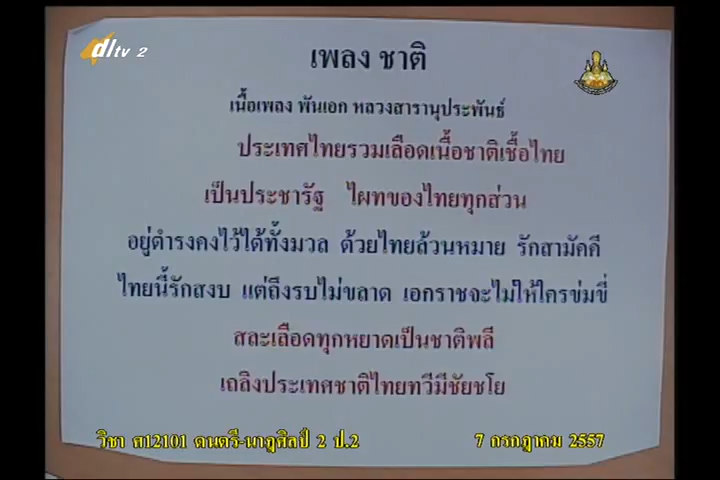 dltv 2
เพลง ชาติ
เนื้อเพลง พันเอก หลวงสารานุประพันธ์
ประเทศไทยรวมเลือดเนื้อชาติเชื้อไทย
เป็นประชารัฐ ไผทของไทยทุกส่วน
อยู่ดำรงคงไว้ได้ทั้งมวล ด้วยไทยล้วนหมาย รักสามัคคี
ไทยนี้รักสงบ แต่ถึงรบไม่ขลาด เอกราชจะไม่ให้ใครข่มขี่
สละเลือดทุกหยาดเป็นชาติพลี
เถลิงประเทศชาติไทยทวีมีชัยชโย
วิชา ศ12101 ดนตรี-นาฏศิลป์ 2 ป.2
7 กรกฎาคม 2557